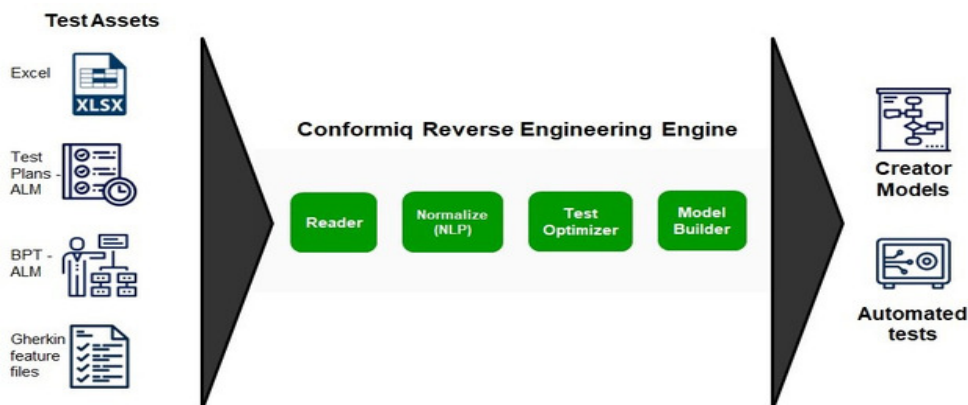 Test Assets
Excel
XLSX
Test
Plans -
ALM
BPT -
ALM
Gherkin
feature
files
Conformiq Reverse Engineering Engine
Reader
Normalize
(NLP)
Test
Optimizer
Model
Builder
Creator
Models
Automated
tests